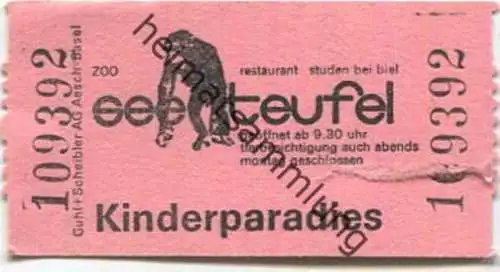 109392
Guhl + Scheibler AG Aesch-Basel
zoo
restaurant studen bei biel
seeteufel
geöffnet ab 9.30 uhr
tierbesichtigung auch abends
montag geschlossen
Kinderparadies
109392
heimatsammlung